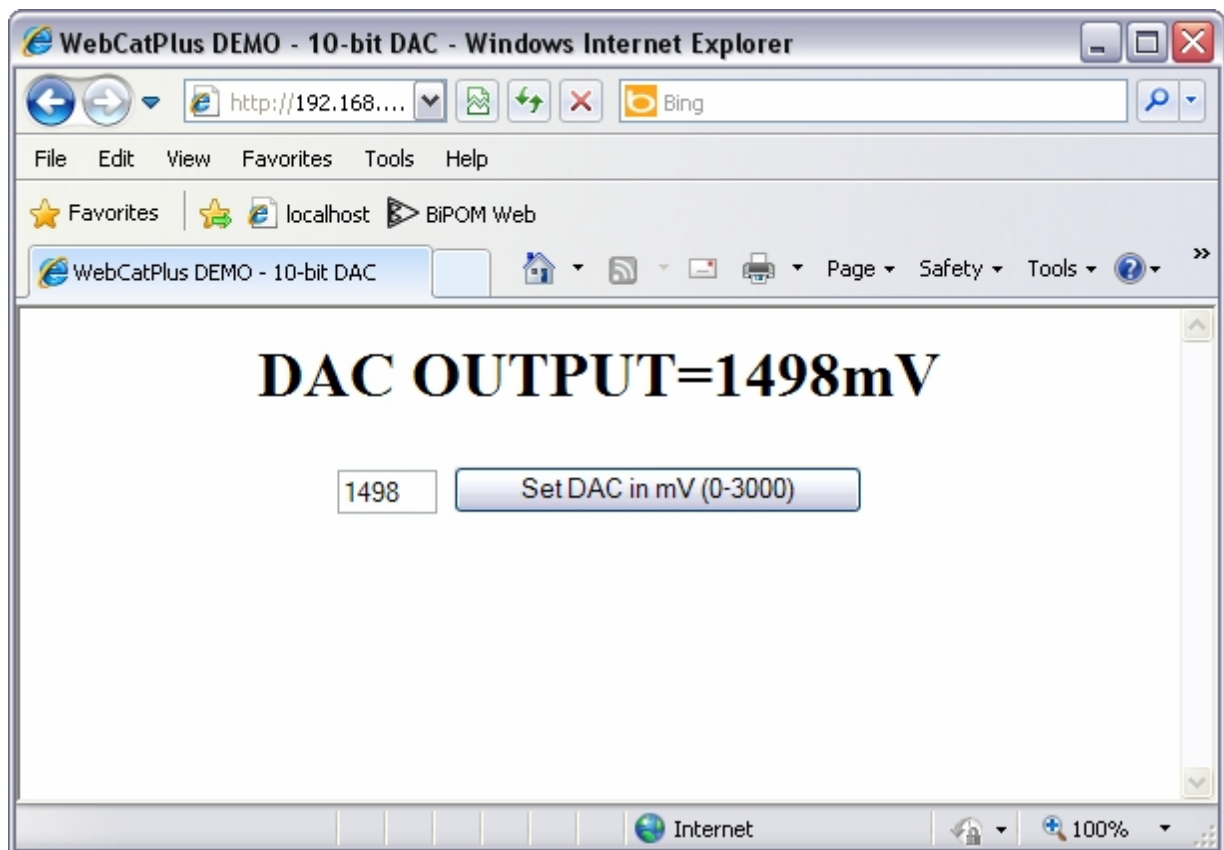 WebCatPlus DEMO - 10-bit DAC - Windows Internet Explorer
http://192.168.... Bing
File Edit View Favorites Tools Help
Favorites localhost BiPOM Web
WebCatPlus DEMO - 10-bit DAC Page Safety Tools »
DAC OUTPUT=1498mV
1498 Set DAC in mV (0-3000)
Internet 100%